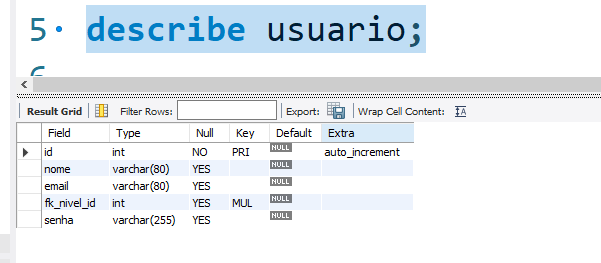 5 describe usuario;
6
Result Grid Filter Rows: Export: Wrap Cell Content:
Field Type Null Key Default Extra
id int NO PRI NULL auto_increment
nome varchar(80) YES NULL
email varchar(80) YES NULL
fk_nivel_id int YES MUL NULL
senha varchar(255) YES NULL